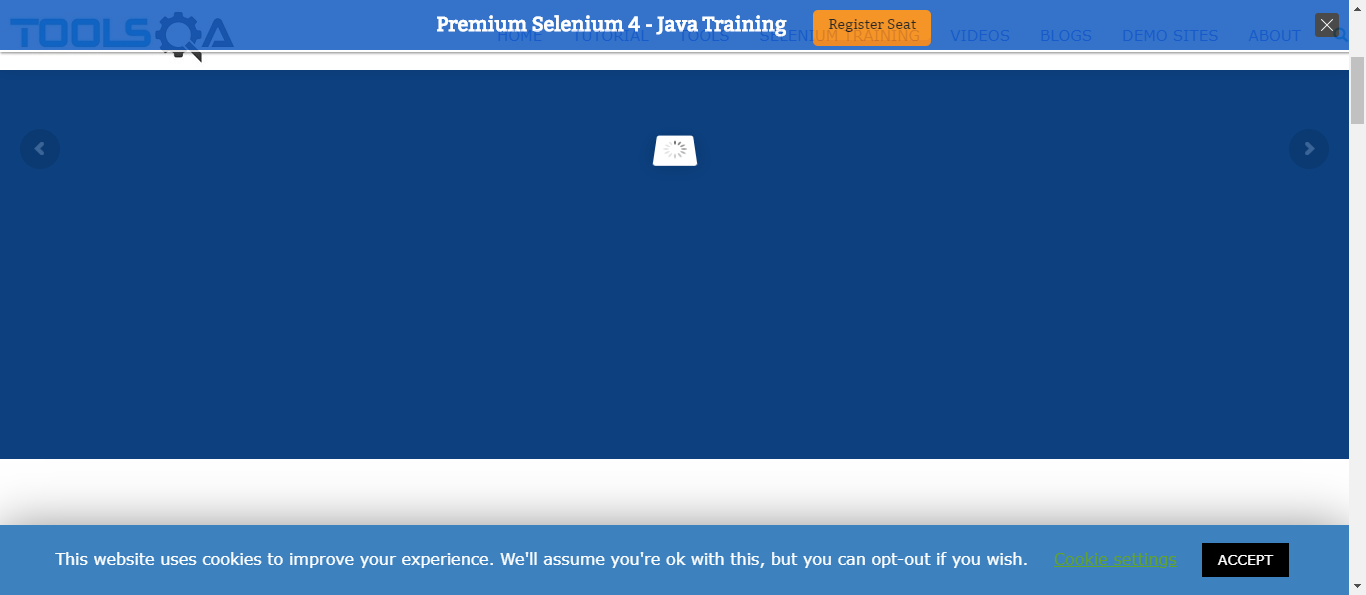 Premium Selenium 4 - Java Training Register Seat
TOOLSQA HOME TUTORIAL TOOLS SELENIUM TRAINING VIDEOS BLOGS DEMO SITES ABOUT
This website uses cookies to improve your experience. We'll assume you're ok with this, but you can opt-out if you wish. Cookie settings ACCEPT